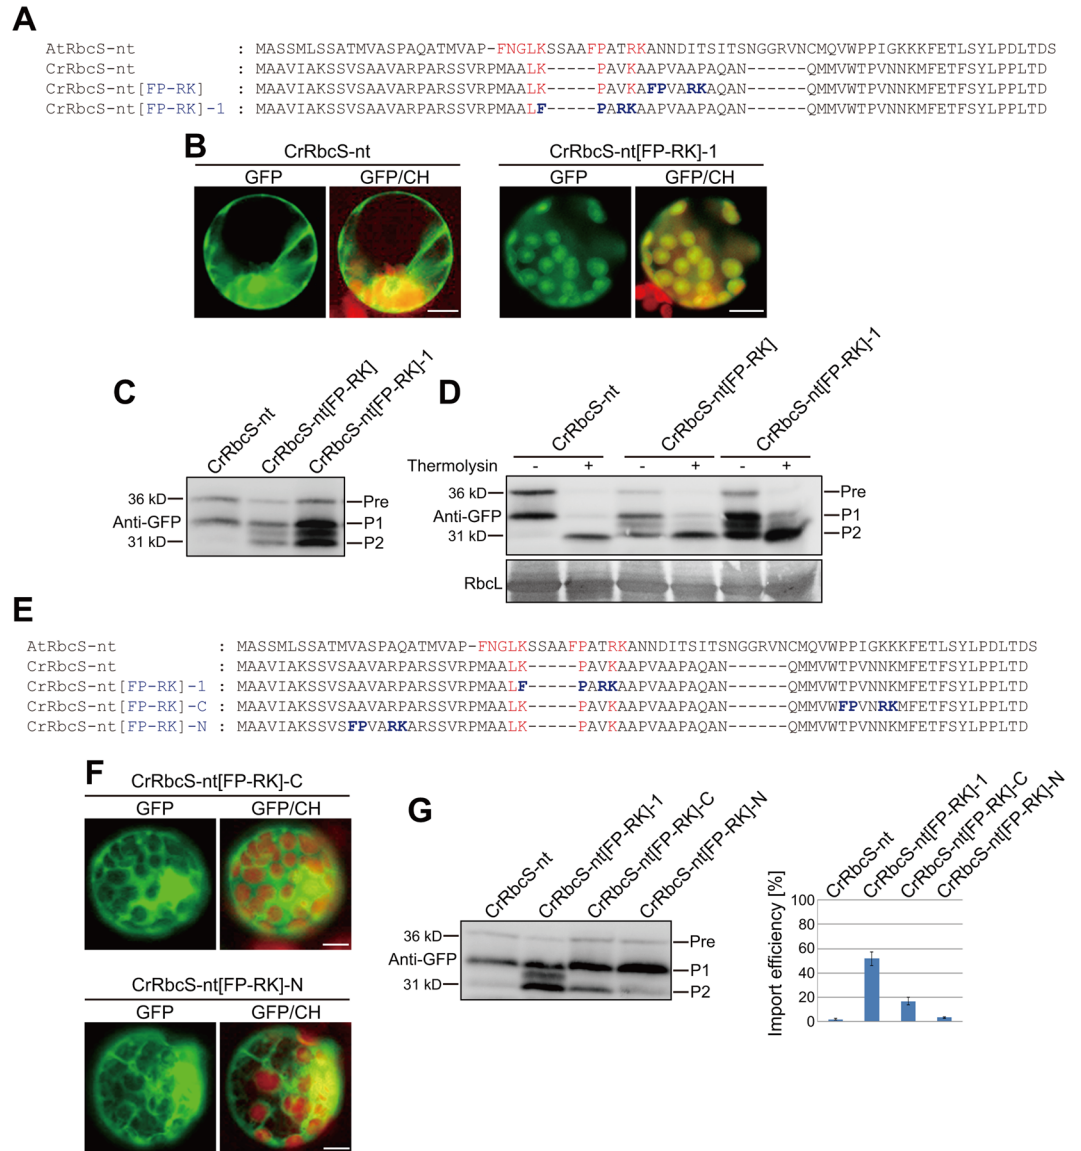 A
AtRbcS-nt : MASSMLSSATMVASPAQATMVAP-FNGLKSSAAFPATRKANNDITSITSNGGRVNCMQVWPPIGKKKFETLSYLPDLTDS
CrRbcS-nt : MAAVIAKSSVSAAVARPARSSVRPMAALK-----PAVKAAPVAAPAQAN------QMMVWTPVNNKMFETFSYLPPLTD
CrRbcS-nt[FP-RK] : MAAVIAKSSVSAAVARPARSSVRPMAALK-----PAVKAFPVARKAQAN------QMMVWTPVNNKMFETFSYLPPLTD
CrRbcS-nt[FP-RK]-1 : MAAVIAKSSVSAAVARPARSSVRPMAALF-----PARKAAPVAAPAQAN------QMMVWTPVNNKMFETFSYLPPLTD
B
CrRbcS-nt CrRbcS-nt[FP-RK]-1
GFP GFP/CH GFP GFP/CH
C
CrRbcS-nt CrRbcS-nt[FP-RK] CrRbcS-nt[FP-RK]-1
36 kD Pre
Anti-GFP P1
31 kD P2
D
CrRbcS-nt CrRbcS-nt[FP-RK] CrRbcS-nt[FP-RK]-1
Thermolysin - + - + - +
36 kD Pre
Anti-GFP P1
31 kD P2
RbcL
E
AtRbcS-nt : MASSMLSSATMVASPAQATMVAP-FNGLKSSAAFPATRKANNDITSITSNGGRVNCMQVWPPIGKKKFETLSYLPDLTDS
CrRbcS-nt : MAAVIAKSSVSAAVARPARSSVRPMAALK-----PAVKAAPVAAPAQAN------QMMVWTPVNNKMFETFSYLPPLTD
CrRbcS-nt[FP-RK]-1 : MAAVIAKSSVSAAVARPARSSVRPMAALF-----PARKAAPVAAPAQAN------QMMVWTPVNNKMFETFSYLPPLTD
CrRbcS-nt[FP-RK]-C : MAAVIAKSSVSAAVARPARSSVRPMAALK-----PAVKAAPVAAPAQAN------QMMVWFPVNRKMFETFSYLPPLTD
CrRbcS-nt[FP-RK]-N : MAAVIAKSSVSFPVARKARSSVRPMAALK-----PAVKAAPVAAPAQAN------QMMVWTPVNNKMFETFSYLPPLTD
F
CrRbcS-nt[FP-RK]-C
GFP GFP/CH
CrRbcS-nt[FP-RK]-N
GFP GFP/CH
G
CrRbcS-nt CrRbcS-nt[FP-RK]-1 CrRbcS-nt[FP-RK]-C CrRbcS-nt[FP-RK]-N
36 kD Pre
Anti-GFP P1
31 kD P2
CrRbcS-nt CrRbcS-nt[FP-RK]-1 CrRbcS-nt[FP-RK]-C CrRbcS-nt[FP-RK]-N
Import efficiency [%]
100
80
60
40
20
0